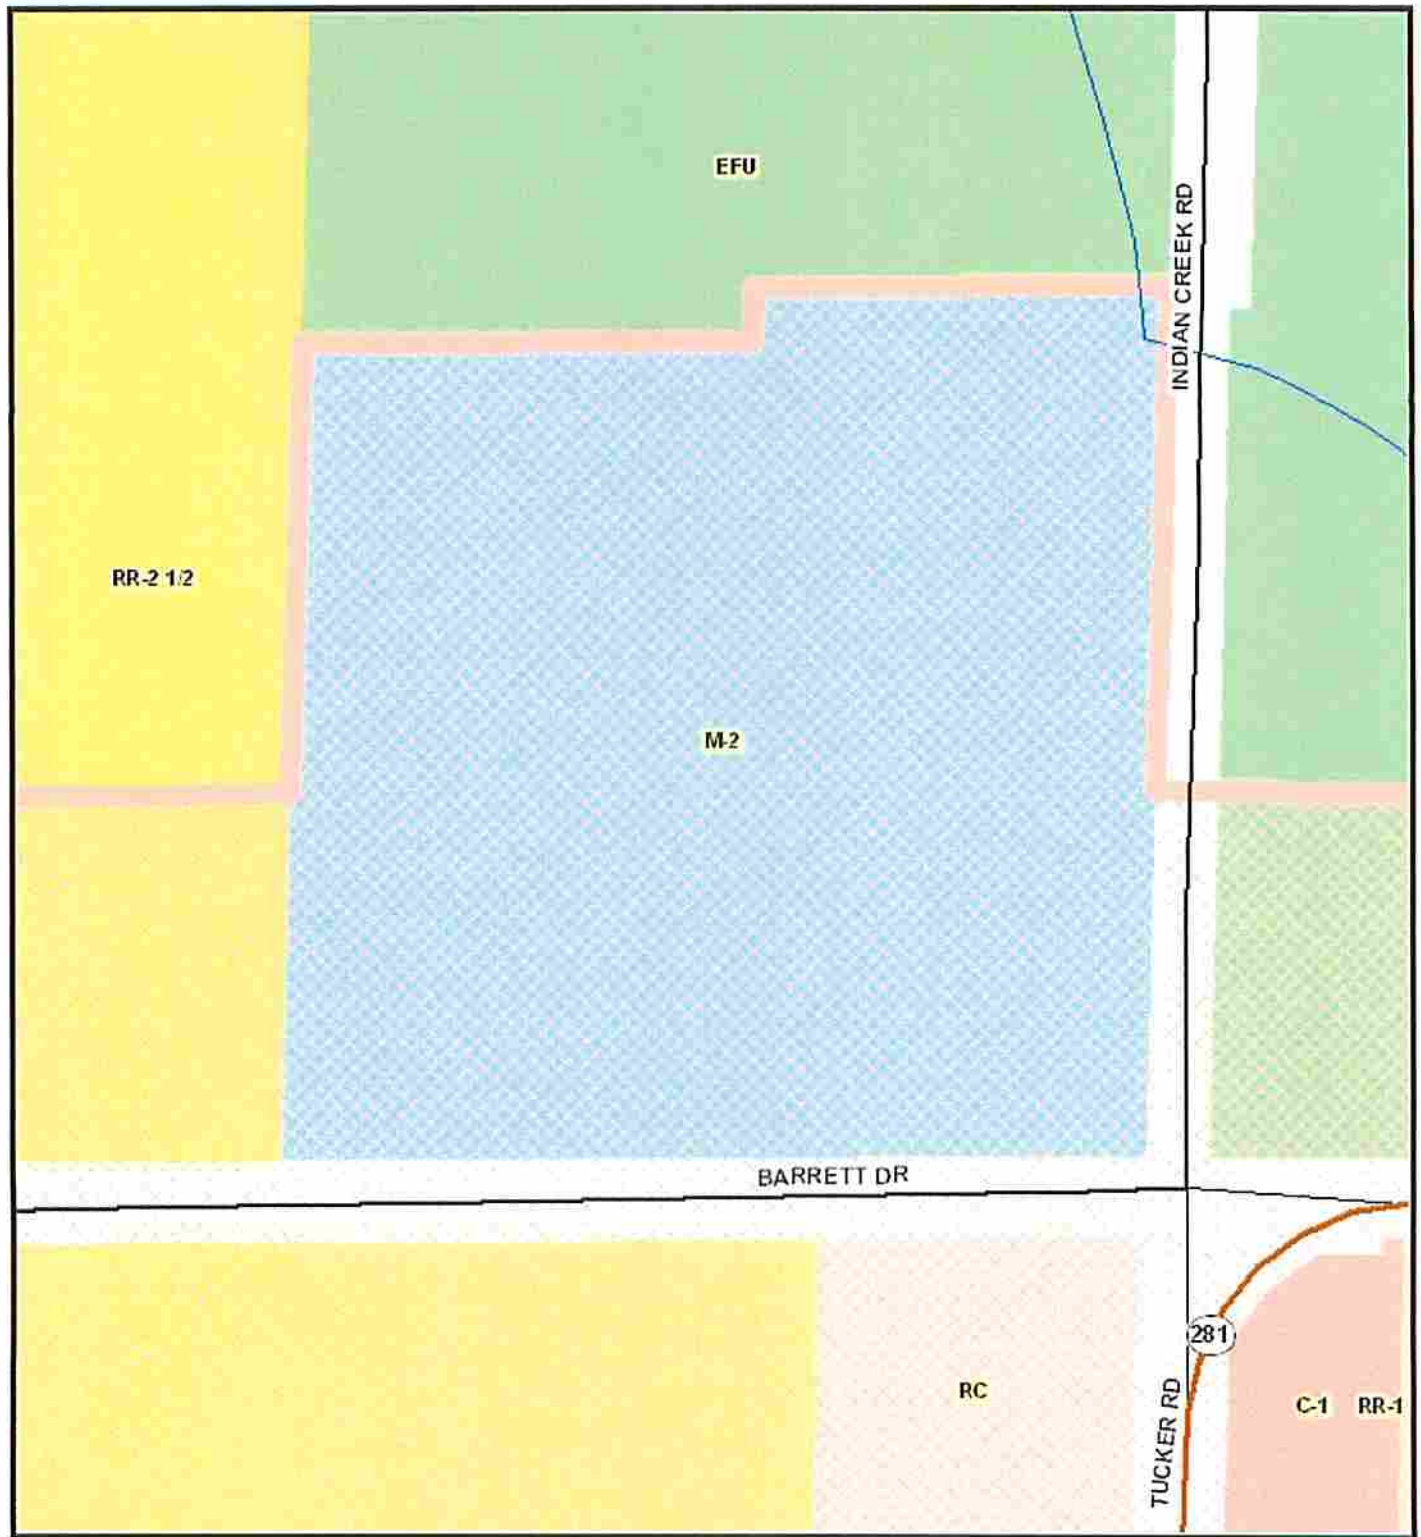 EFU
INDIAN CREEK RD
RR-2 1/2
M-2
BARRETT DR
281
RC
TUCKER RD
C-1
RR-1